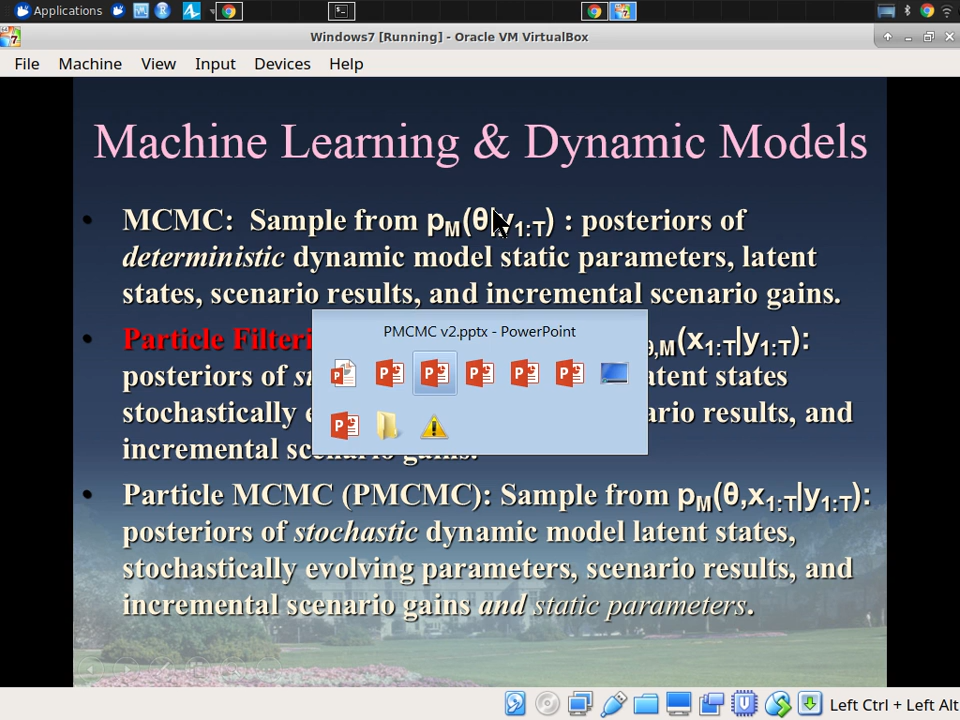 Applications
Windows7 [Running] - Oracle VM VirtualBox
File Machine View Input Devices Help
Machine Learning & Dynamic Models
• MCMC: Sample from pM(θ|y1:T) : posteriors of
deterministic dynamic model static parameters, latent
states, scenario results, and incremental scenario gains.
• Particle Filteri θ,M(x1:T|y1:T):
posteriors of st atent states
stochastically e ario results, and
incremental scenario gains.
PMCMC v2.pptx - PowerPoint
• Particle MCMC (PMCMC): Sample from pM(θ,x1:T|y1:T):
posteriors of stochastic dynamic model latent states,
stochastically evolving parameters, scenario results, and
incremental scenario gains and static parameters.
Left Ctrl + Left Alt